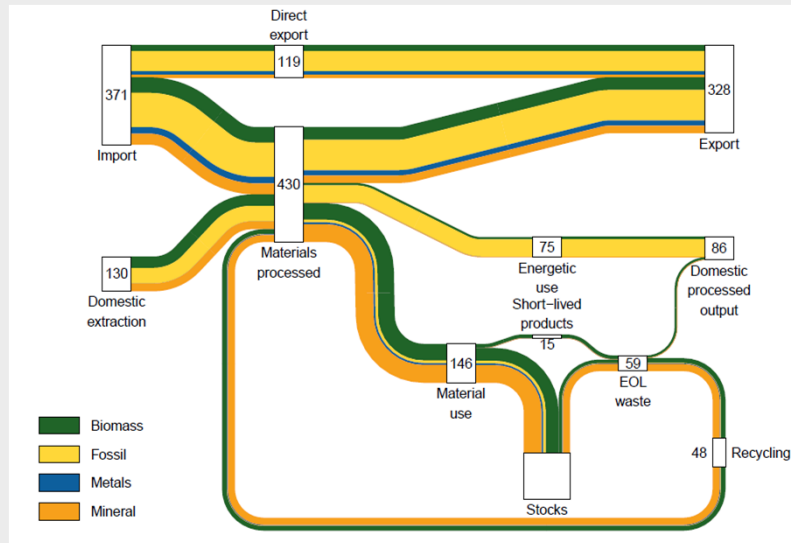 Direct
export
119
371
328
Import
Export
430
Materials
processed
130
Domestic
extraction
75
Energetic
use
86
Domestic
processed
output
Short-lived
products
15
146
Material
use
59
EOL
waste
48
Recycling
Stocks
Biomass
Fossil
Metals
Mineral